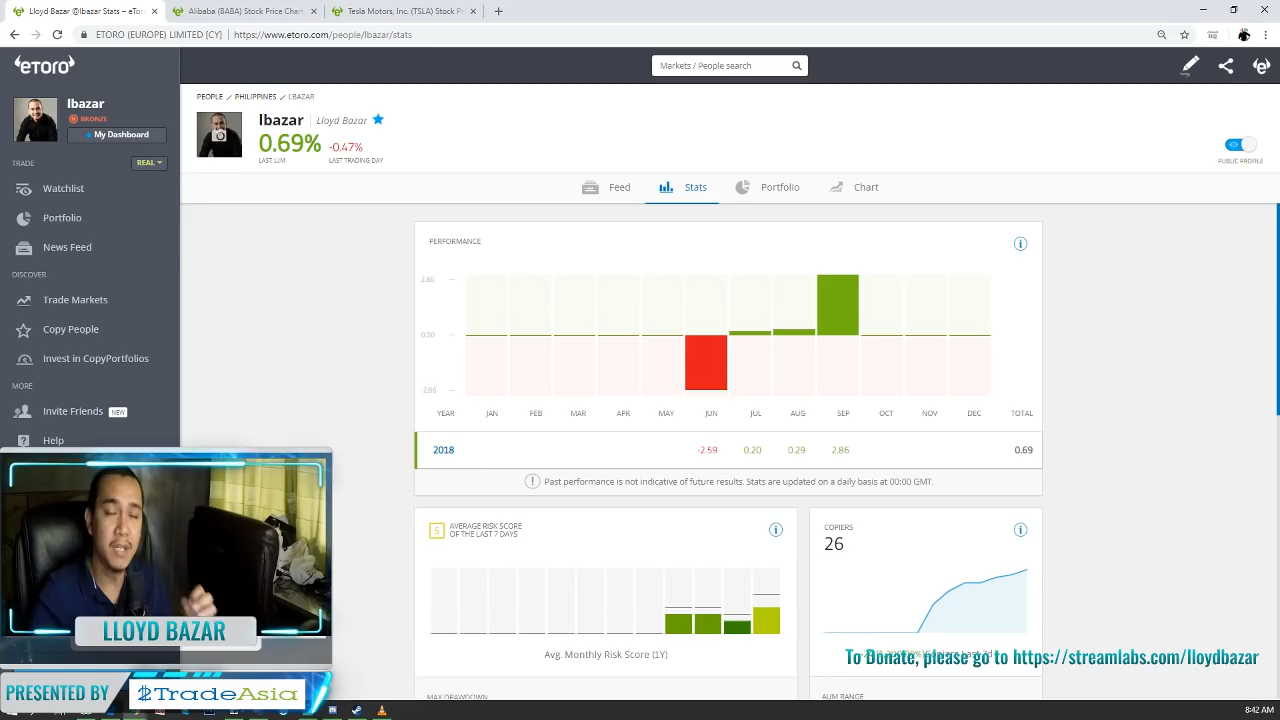 Lloyd Bazar @lbazar Stats – eTor
Alibaba (BABA) Stock Price Chart
Tesla Motors, Inc. (TSLA) Stock P
ETORO (EUROPE) LIMITED [CY]
https://www.etoro.com/people/lbazar/stats
eTORO
Markets / People search
lbazar
BRONZE
My Dashboard
TRADE
REAL
Watchlist
Portfolio
News Feed
DISCOVER
Trade Markets
Copy People
Invest in CopyPortfolios
MORE
Invite Friends NEW
Help
PEOPLE / PHILIPPINES / LBAZAR
lbazar | Lloyd Bazar
0.69% -0.47%
LAST 12M LAST TRADING DAY
PUBLIC PROFILE
Feed Stats Portfolio Chart
PERFORMANCE
2.86
0.00
-2.86
YEAR JAN FEB MAR APR MAY JUN JUL AUG SEP OCT NOV DEC TOTAL
2018 -2.59 0.20 0.29 2.86 0.69
Past performance is not indicative of future results. Stats are updated on a daily basis at 00:00 GMT.
5 AVERAGE RISK SCORE
OF THE LAST 7 DAYS
Avg. Monthly Risk Score (1Y)
MAX DRAWDOWN
COPIERS
26
AUM RANGE
To Donate, please go to https://streamlabs.com/lloydbazar
LLOYD BAZAR
PRESENTED BY
$TradeAsia
8:42 AM